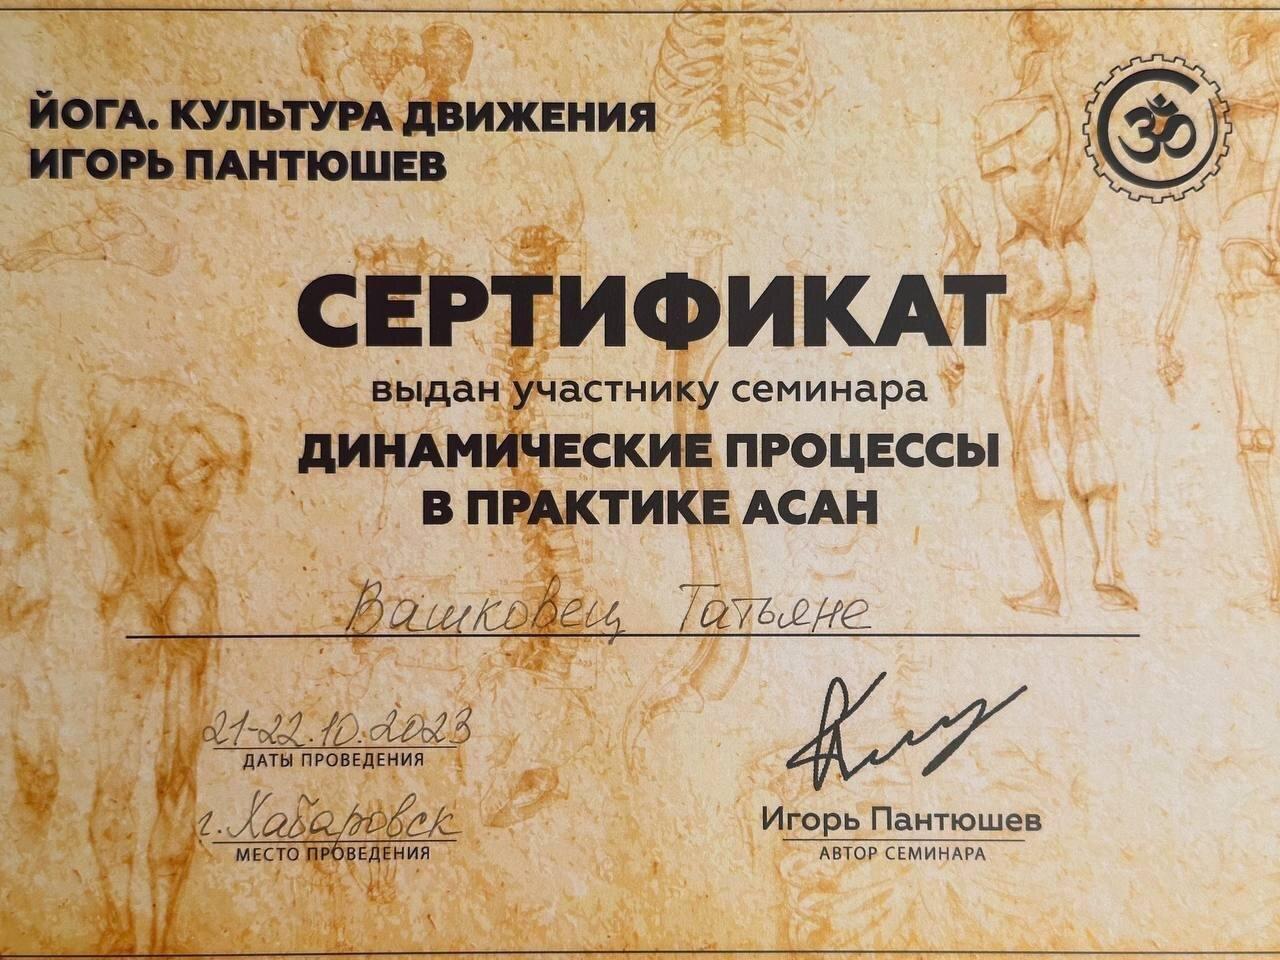 ЙОГА. КУЛЬТУРА ДВИЖЕНИЯ
ИГОРЬ ПАНТЮШЕВ
ॐ
СЕРТИФИКАТ
выдан участнику семинара
ДИНАМИЧЕСКИЕ ПРОЦЕССЫ
В ПРАКТИКЕ АСАН
Вашковец Татьяне
21-22.10.2023
ДАТЫ ПРОВЕДЕНИЯ
г. Хабаровск
МЕСТО ПРОВЕДЕНИЯ
Игорь Пантюшев
АВТОР СЕМИНАРА